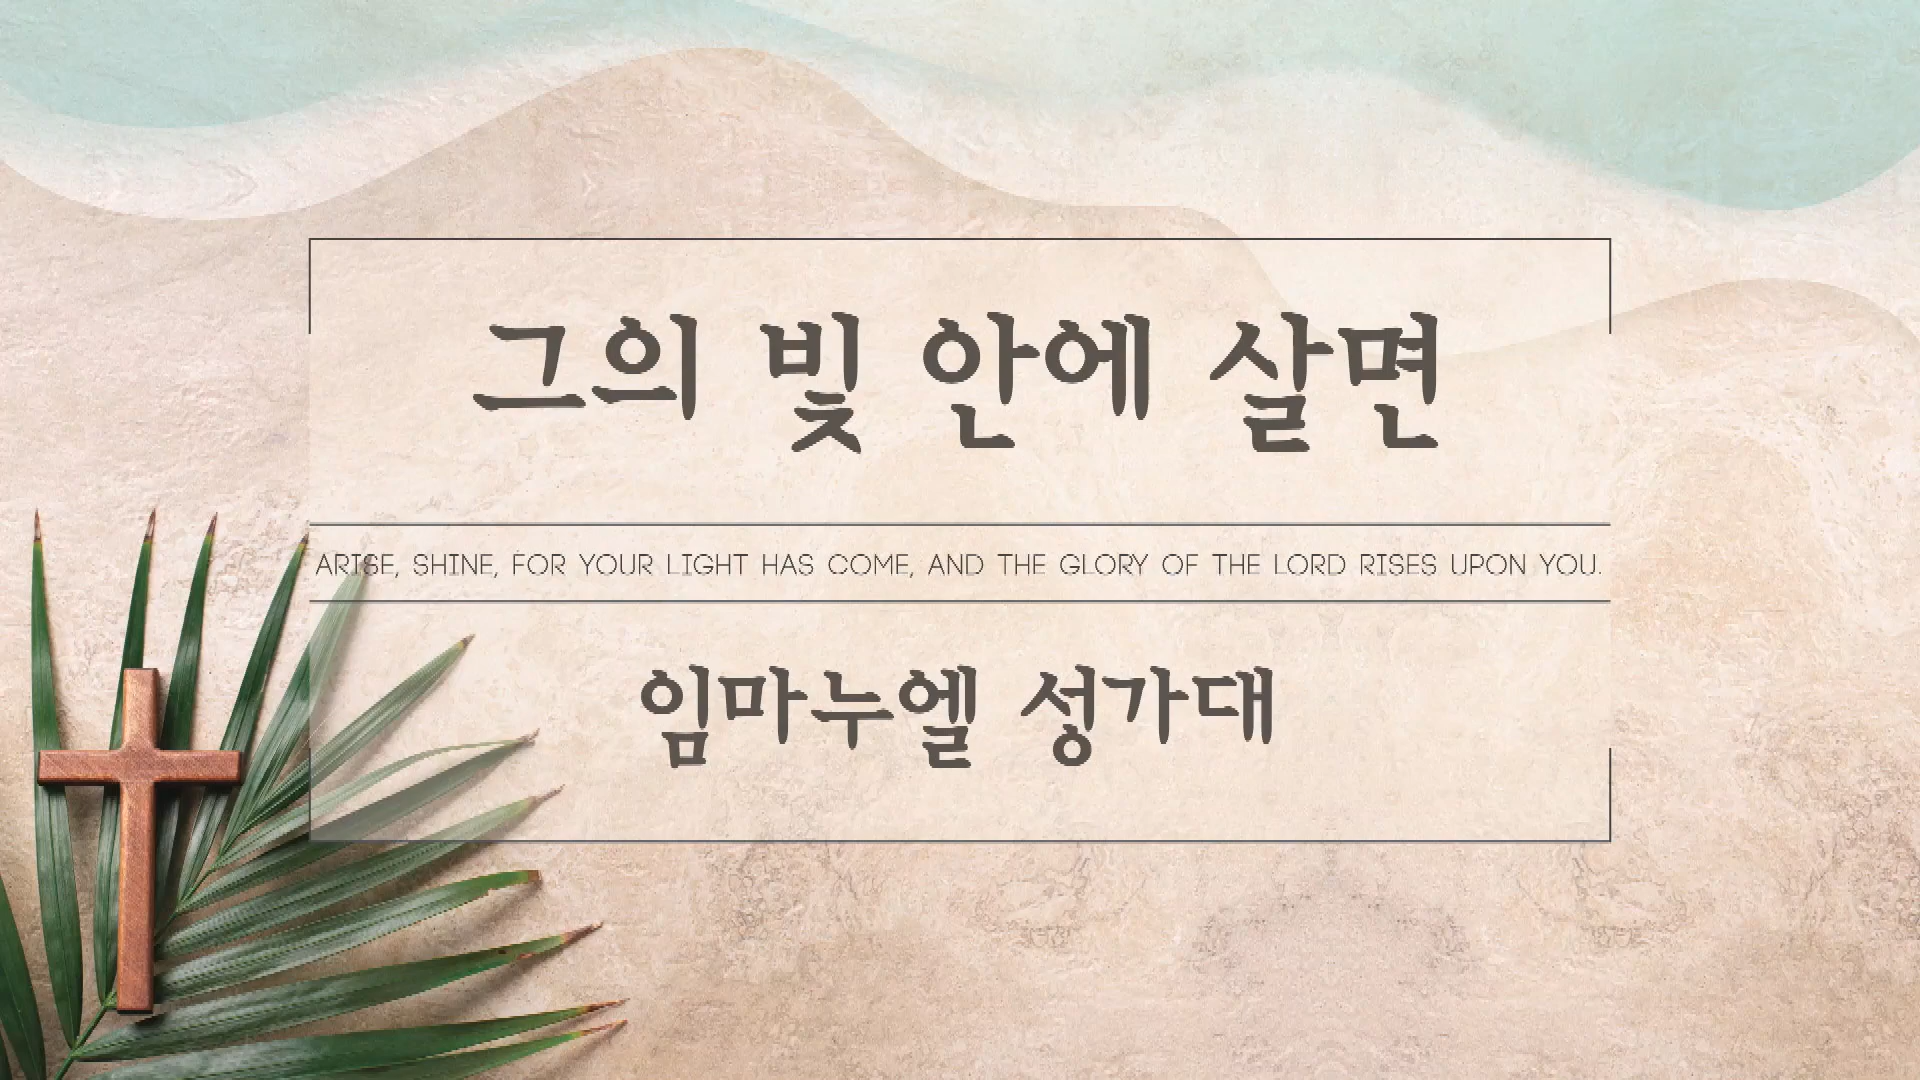 그의 빛 안에 살면
ARISE, SHINE, FOR YOUR LIGHT HAS COME, AND THE GLORY OF THE LORD RISES UPON YOU.
임마누엘 성가대